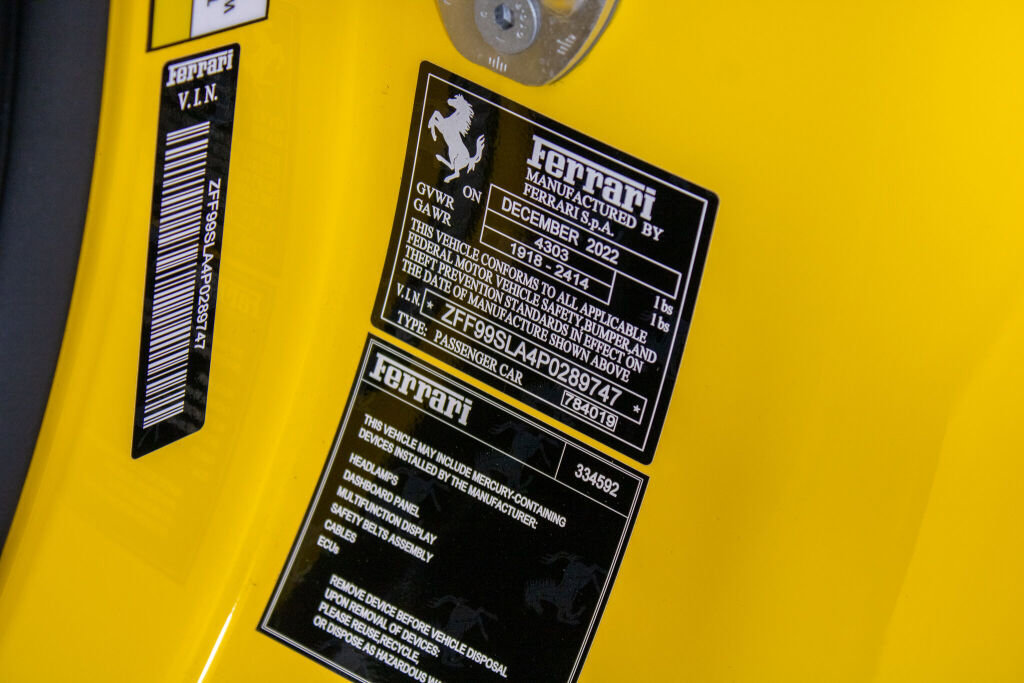 Ferrari
V.I.N.
ZFF99SLA4P0289747
Ferrari
MANUFACTURED BY
FERRARI S.p.A.
ON DECEMBER 2022
GVWR 4303 lbs
GAWR 1918 - 2414 lbs
THIS VEHICLE CONFORMS TO ALL APPLICABLE
FEDERAL MOTOR VEHICLE SAFETY,BUMPER,AND
THEFT PREVENTION STANDARDS IN EFFECT ON
THE DATE OF MANUFACTURE SHOWN ABOVE
V.I.N. * ZFF99SLA4P0289747 *
TYPE: PASSENGER CAR 784019
Ferrari
334592
THIS VEHICLE MAY INCLUDE MERCURY-CONTAINING
DEVICES INSTALLED BY THE MANUFACTURER:
HEADLAMPS
DASHBOARD PANEL
MULTIFUNCTION DISPLAY
SAFETY BELTS ASSEMBLY
CABLES
ECUs
REMOVE DEVICE BEFORE VEHICLE DISPOSAL
UPON REMOVAL OF DEVICES:
PLEASE REUSE,RECYCLE,
OR DISPOSE AS HAZARDOUS